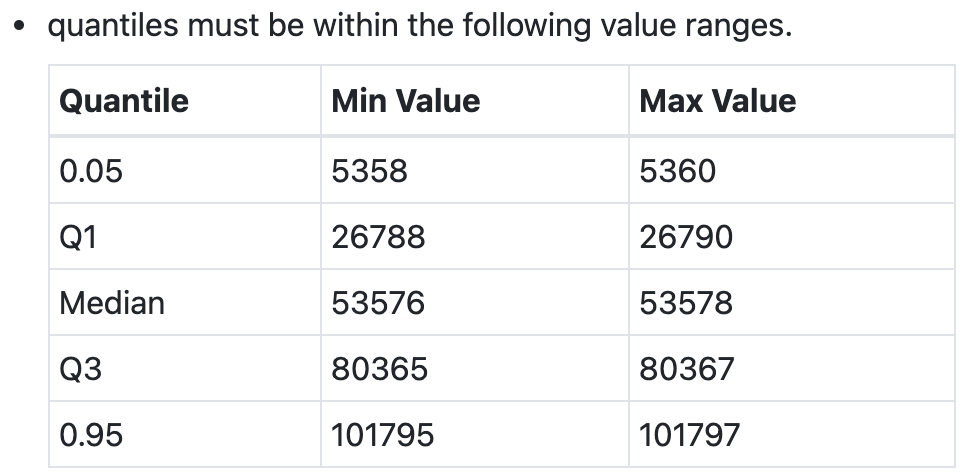 • quantiles must be within the following value ranges.
Quantile Min Value Max Value
0.05 5358 5360
Q1 26788 26790
Median 53576 53578
Q3 80365 80367
0.95 101795 101797